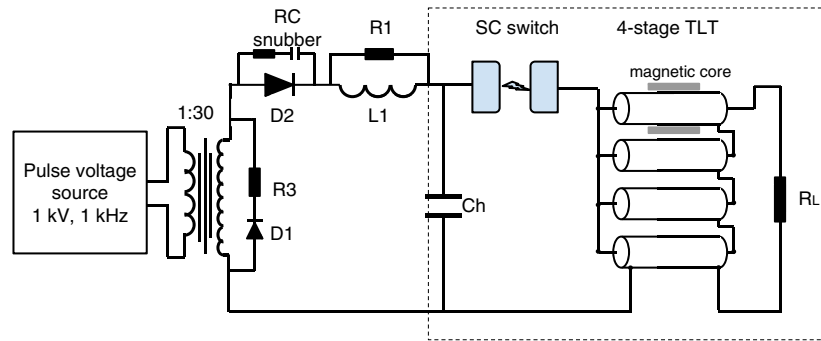 RC
snubber
R1
SC switch
4-stage TLT
magnetic core
1:30
D2
L1
Pulse voltage
source
1 kV, 1 kHz
R3
D1
Ch
RL